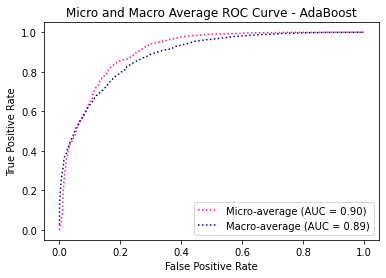 Micro and Macro Average ROC Curve - AdaBoost
True Positive Rate
1.0
0.8
0.6
0.4
0.2
0.0
Micro-average (AUC = 0.90)
Macro-average (AUC = 0.89)
0.0 0.2 0.4 0.6 0.8 1.0
False Positive Rate